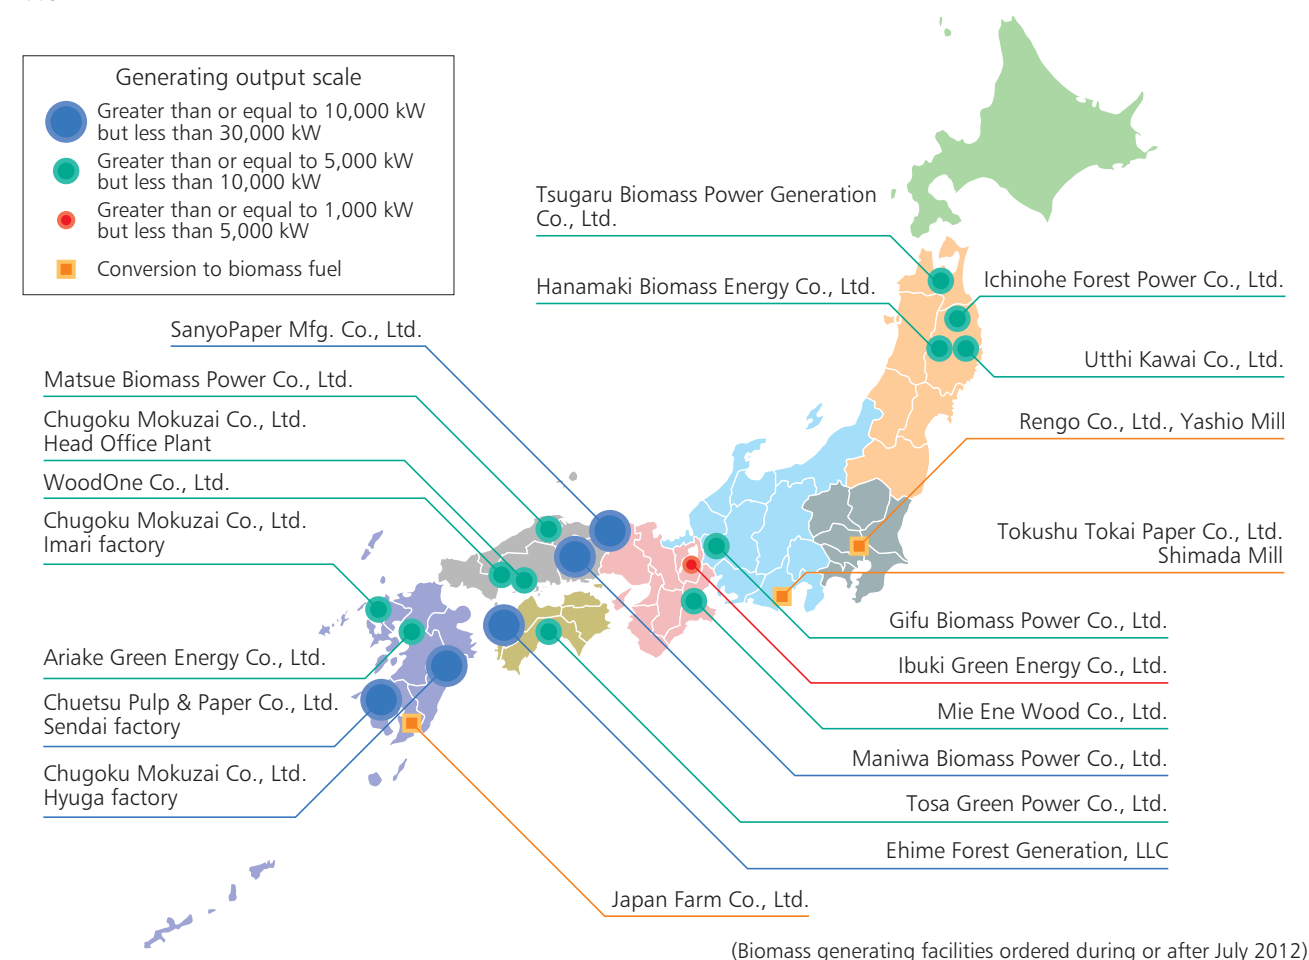 Generating output scale
Greater than or equal to 10,000 kW
but less than 30,000 kW
Greater than or equal to 5,000 kW
but less than 10,000 kW
Greater than or equal to 1,000 kW
but less than 5,000 kW
Conversion to biomass fuel
Tsugaru Biomass Power Generation
Co., Ltd.
Hanamaki Biomass Energy Co., Ltd.
Ichinohe Forest Power Co., Ltd.
Utthi Kawai Co., Ltd.
Rengo Co., Ltd., Yashio Mill
Tokushu Tokai Paper Co., Ltd.
Shimada Mill
SanyoPaper Mfg. Co., Ltd.
Matsue Biomass Power Co., Ltd.
Chugoku Mokuzai Co., Ltd.
Head Office Plant
WoodOne Co., Ltd.
Chugoku Mokuzai Co., Ltd.
Imari factory
Ariake Green Energy Co., Ltd.
Chuetsu Pulp & Paper Co., Ltd.
Sendai factory
Chugoku Mokuzai Co., Ltd.
Hyuga factory
Gifu Biomass Power Co., Ltd.
Ibuki Green Energy Co., Ltd.
Mie Ene Wood Co., Ltd.
Maniwa Biomass Power Co., Ltd.
Tosa Green Power Co., Ltd.
Ehime Forest Generation, LLC
Japan Farm Co., Ltd.
(Biomass generating facilities ordered during or after July 2012)